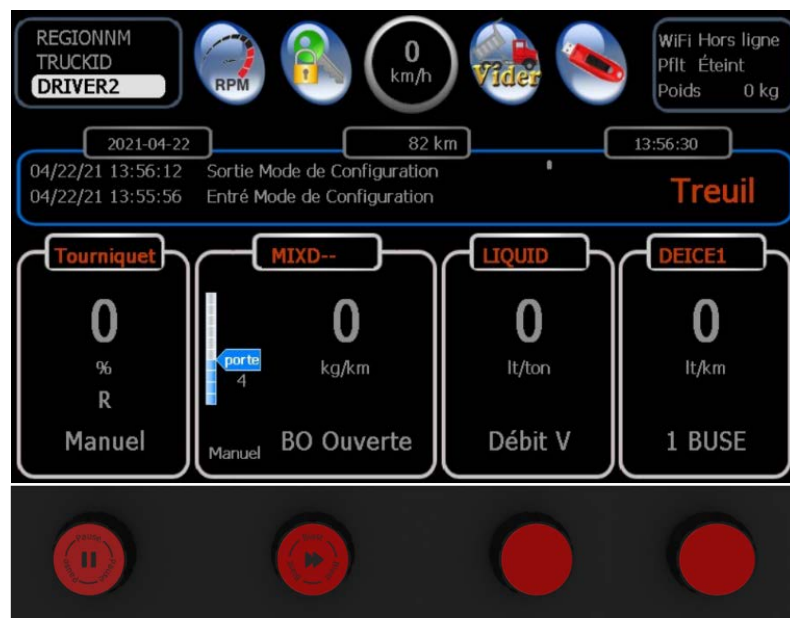 REGIONNM
TRUCKID
DRIVER2
RPM
0
km/h
Vider
WiFi Hors ligne
Pflt Éteint
Poids 0 kg
2021-04-22
82 km
13:56:30
04/22/21 13:56:12 Sortie Mode de Configuration
04/22/21 13:55:56 Entré Mode de Configuration
Treuil
Tourniquet
MIXD--
LIQUID
DEICE1
0
%
R
Manuel
porte
4
Manuel
0
kg/km
BO Ouverte
0
lt/ton
Débit V
0
lt/km
1 BUSE
Pause